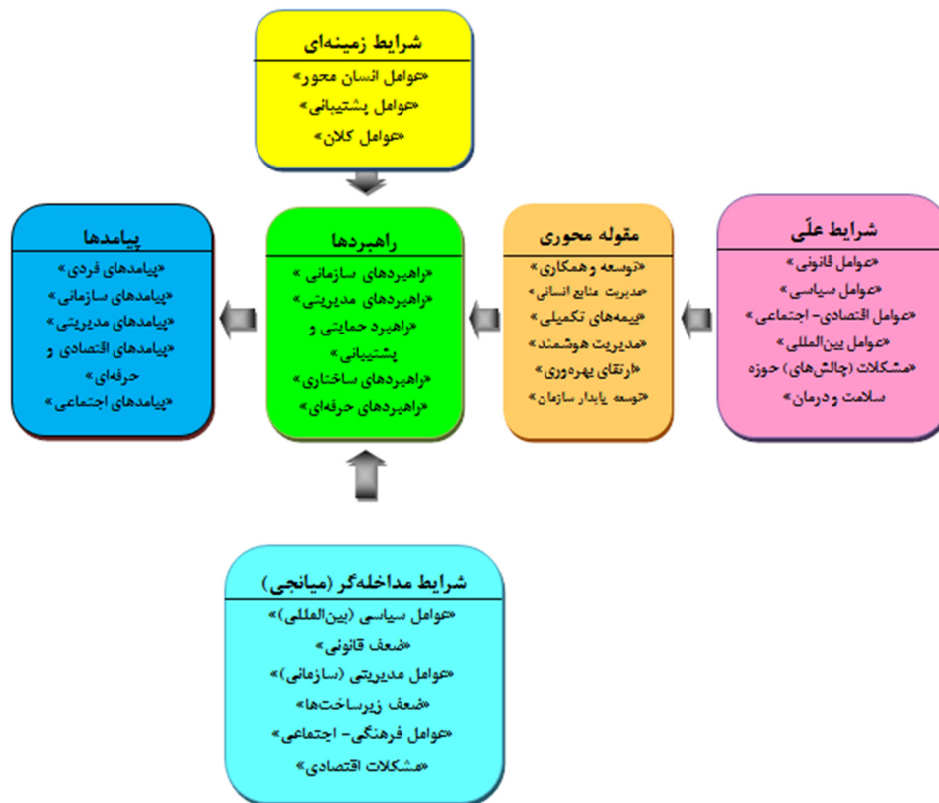 شرایط زمینه‌ای
«عوامل انسان محور»
«عوامل پشتیبانی»
«عوامل کلان»
شرایط علّی
«عوامل قانونی»
«عوامل سیاسی»
«عوامل اقتصادی- اجتماعی»
«عوامل بین‌المللی»
«مشکلات (چالش‌های) حوزه
سلامت و درمان»
مقوله محوری
«توسعه و همکاری»
«مدیریت منابع انسانی»
«بیمه‌های تکمیلی»
«مدیریت هوشمند»
«ارتقای بهره‌وری»
«توسعه پایدار سازمان»
راهبردها
«راهبردهای سازمانی»
«راهبردهای مدیریتی»
«راهبرد حمایتی و
پشتیبانی»
«راهبردهای ساختاری»
«راهبردهای حرفه‌ای»
پیامدها
«پیامدهای فردی»
«پیامدهای سازمانی»
«پیامدهای مدیریتی»
«پیامدهای اقتصادی و
حرفه‌ای»
«پیامدهای اجتماعی»
شرایط مداخله‌گر (میانجی)
«عوامل سیاسی (بین‌المللی)»
«ضعف قانونی»
«عوامل مدیریتی (سازمانی)»
«ضعف زیرساخت‌ها»
«عوامل فرهنگی- اجتماعی»
«مشکلات اقتصادی»